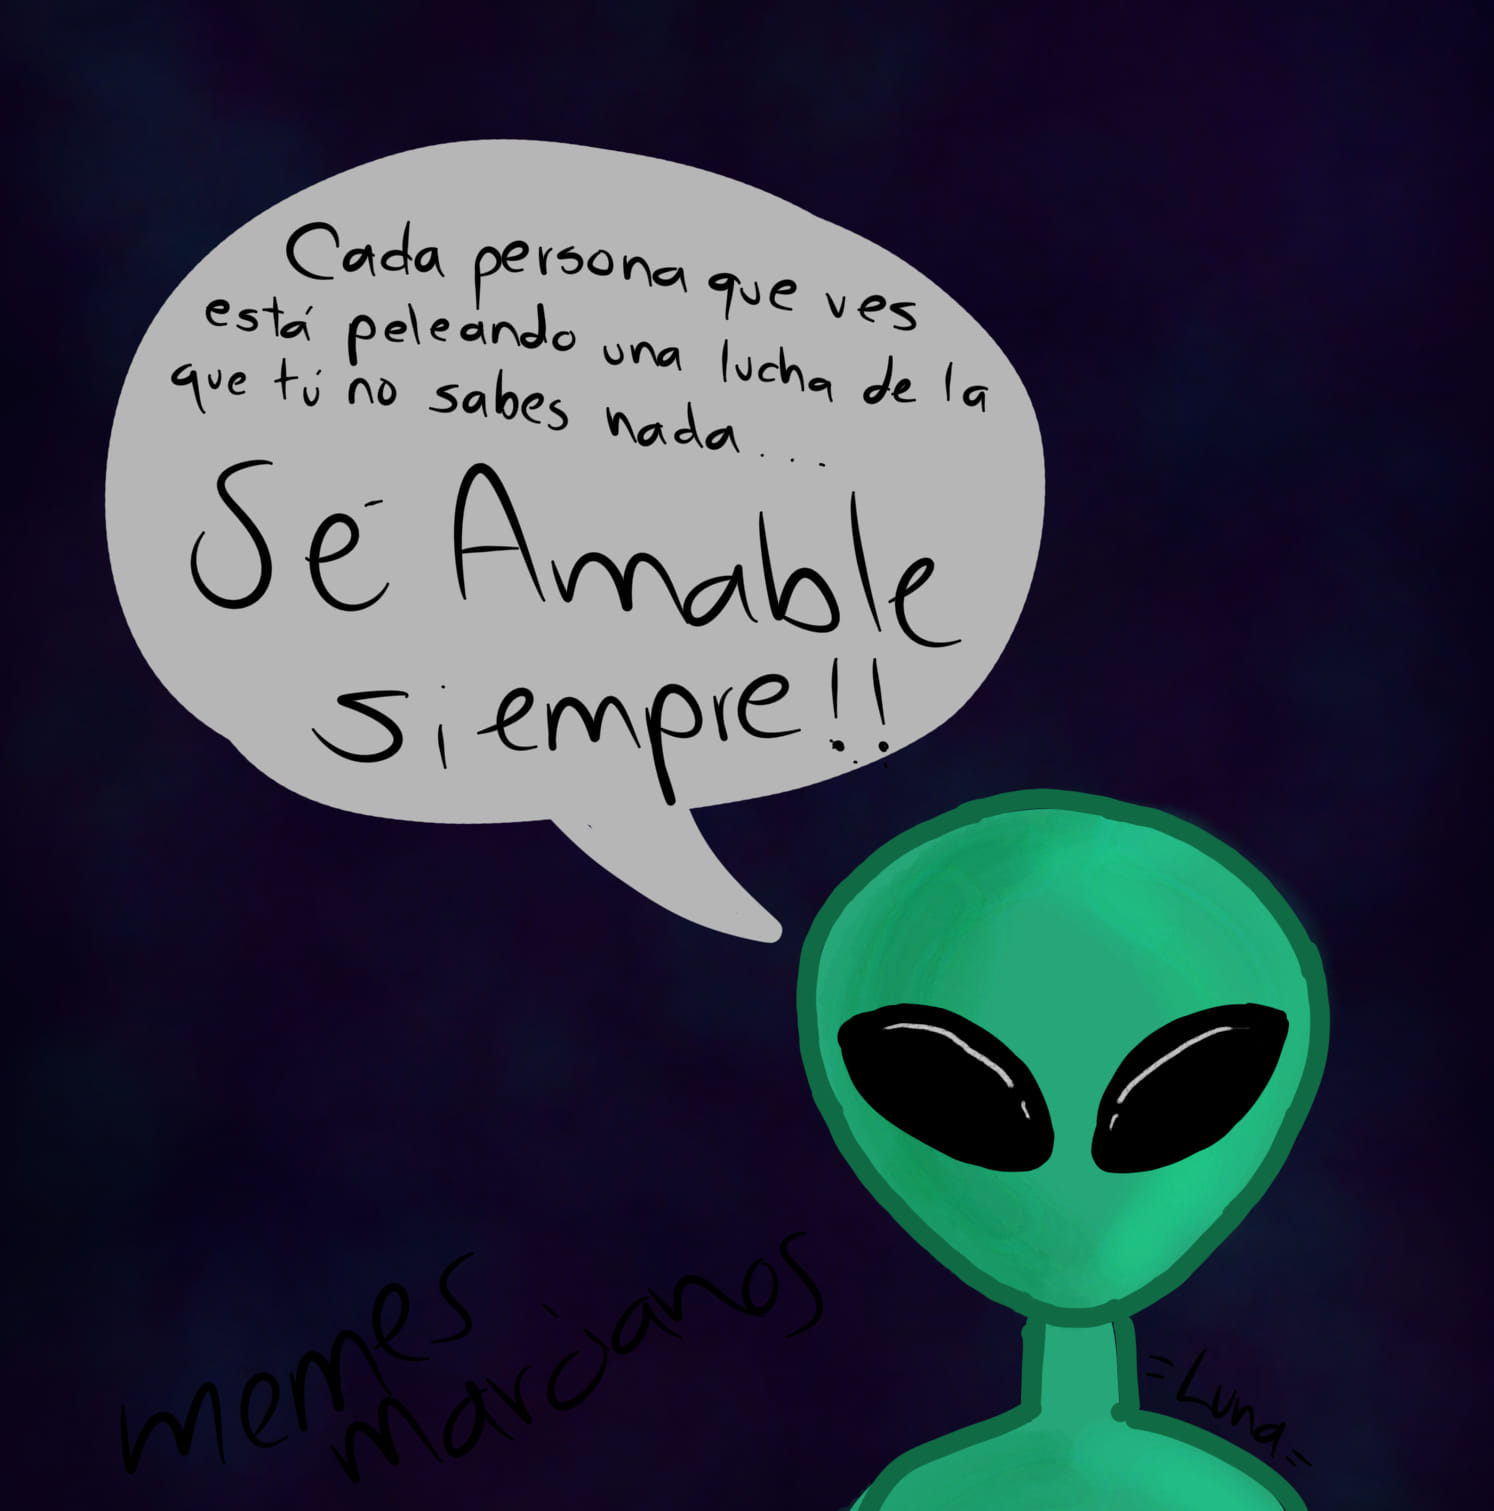 Cada persona que ves
está peleando una lucha de la
que tú no sabes nada...
Sé Amable
siempre!!
memes
marcianos
=Luna=